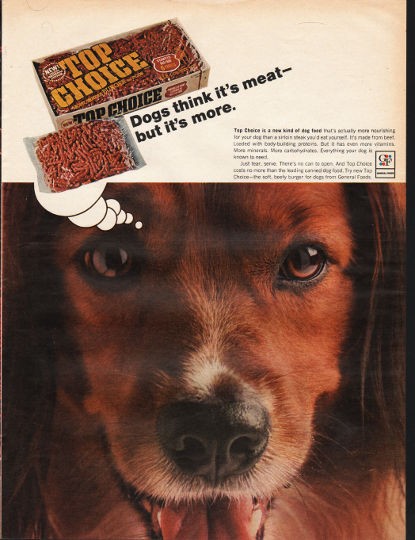 NEW!
TOP
CHOICE
TOP CHOICE
Dogs think it's meat—
but it's more.
Top Choice is a new kind of dog food that's actually more nourishing
for your dog than a sirloin steak you'd eat yourself. It's made from beef.
Loaded with body-building proteins. But it has even more vitamins.
More minerals. More carbohydrates. Everything your dog is
known to need.
Just tear, serve. There's no can to open. And Top Choice
costs no more than the leading canned dog food. Try new Top
Choice—the soft, beefy burger for dogs from General Foods.